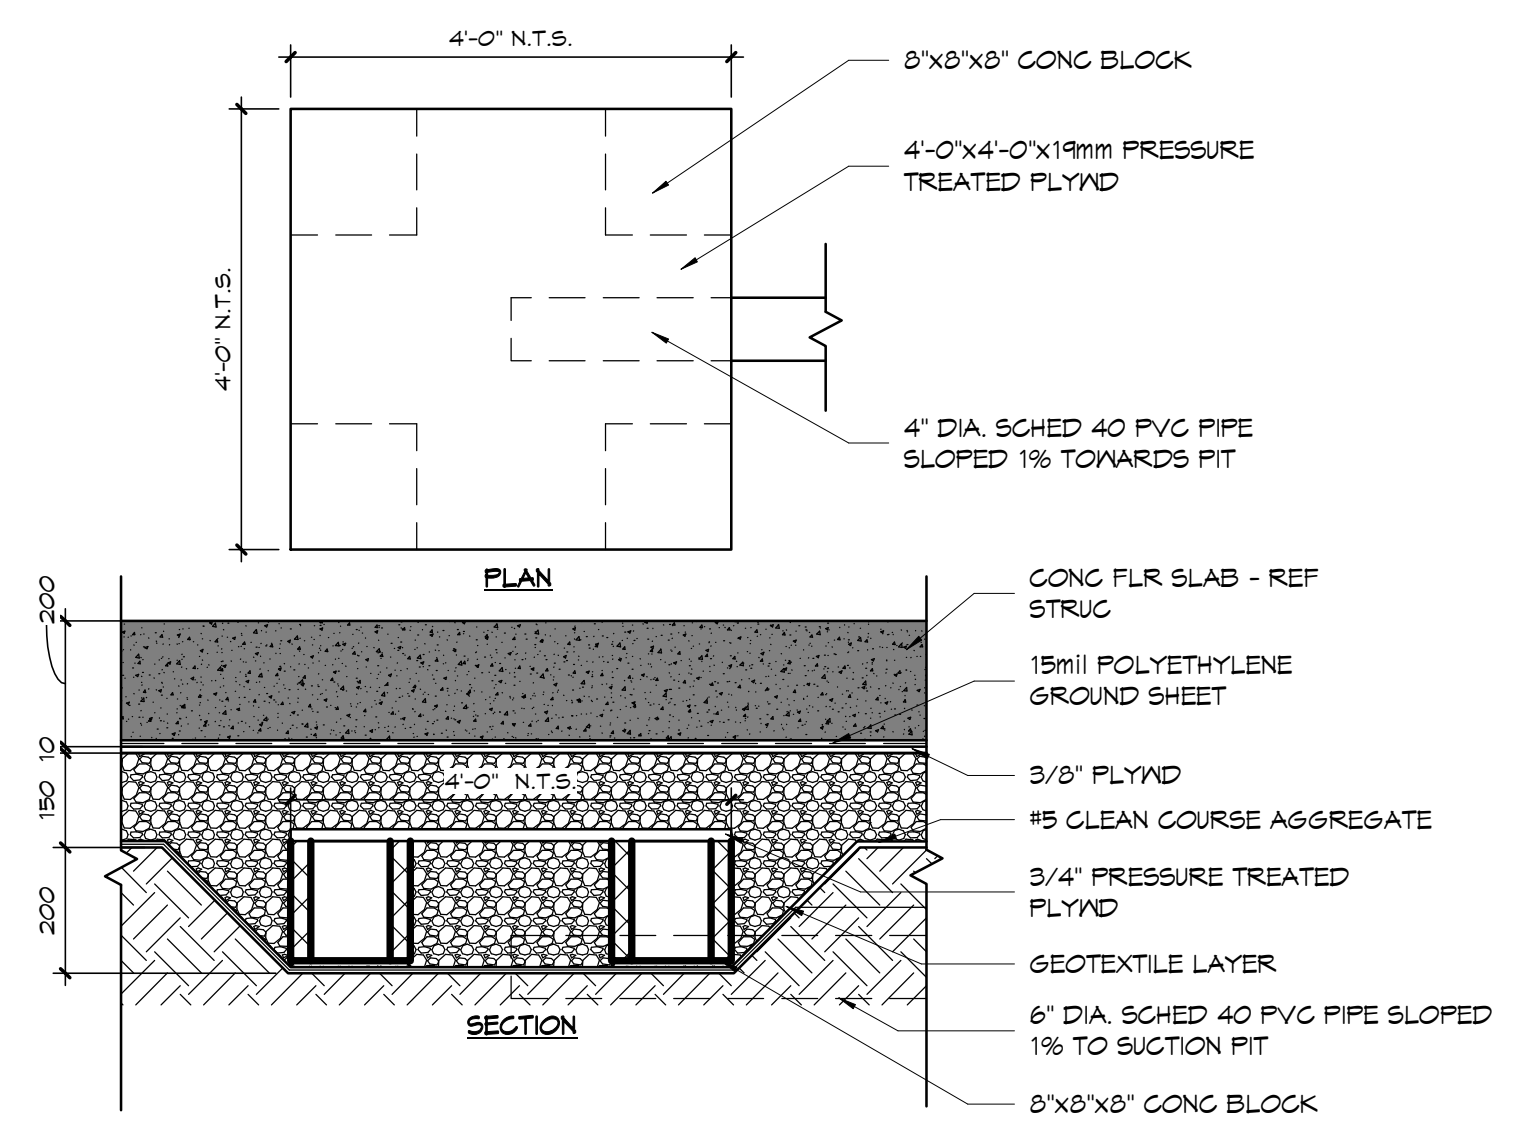 4'-0" N.T.S.
8"x8"x8" CONC BLOCK
4'-0"x4'-0"x19mm PRESSURE
TREATED PLYWD
4'-0" N.T.S.
4" DIA. SCHED 40 PVC PIPE
SLOPED 1% TOWARDS PIT
PLAN
200
10
150
200
4'-0" N.T.S.
CONC FLR SLAB - REF
STRUC
15mil POLYETHYLENE
GROUND SHEET
3/8" PLYWD
#5 CLEAN COURSE AGGREGATE
3/4" PRESSURE TREATED
PLYWD
GEOTEXTILE LAYER
6" DIA. SCHED 40 PVC PIPE SLOPED
1% TO SUCTION PIT
8"x8"x8" CONC BLOCK
SECTION